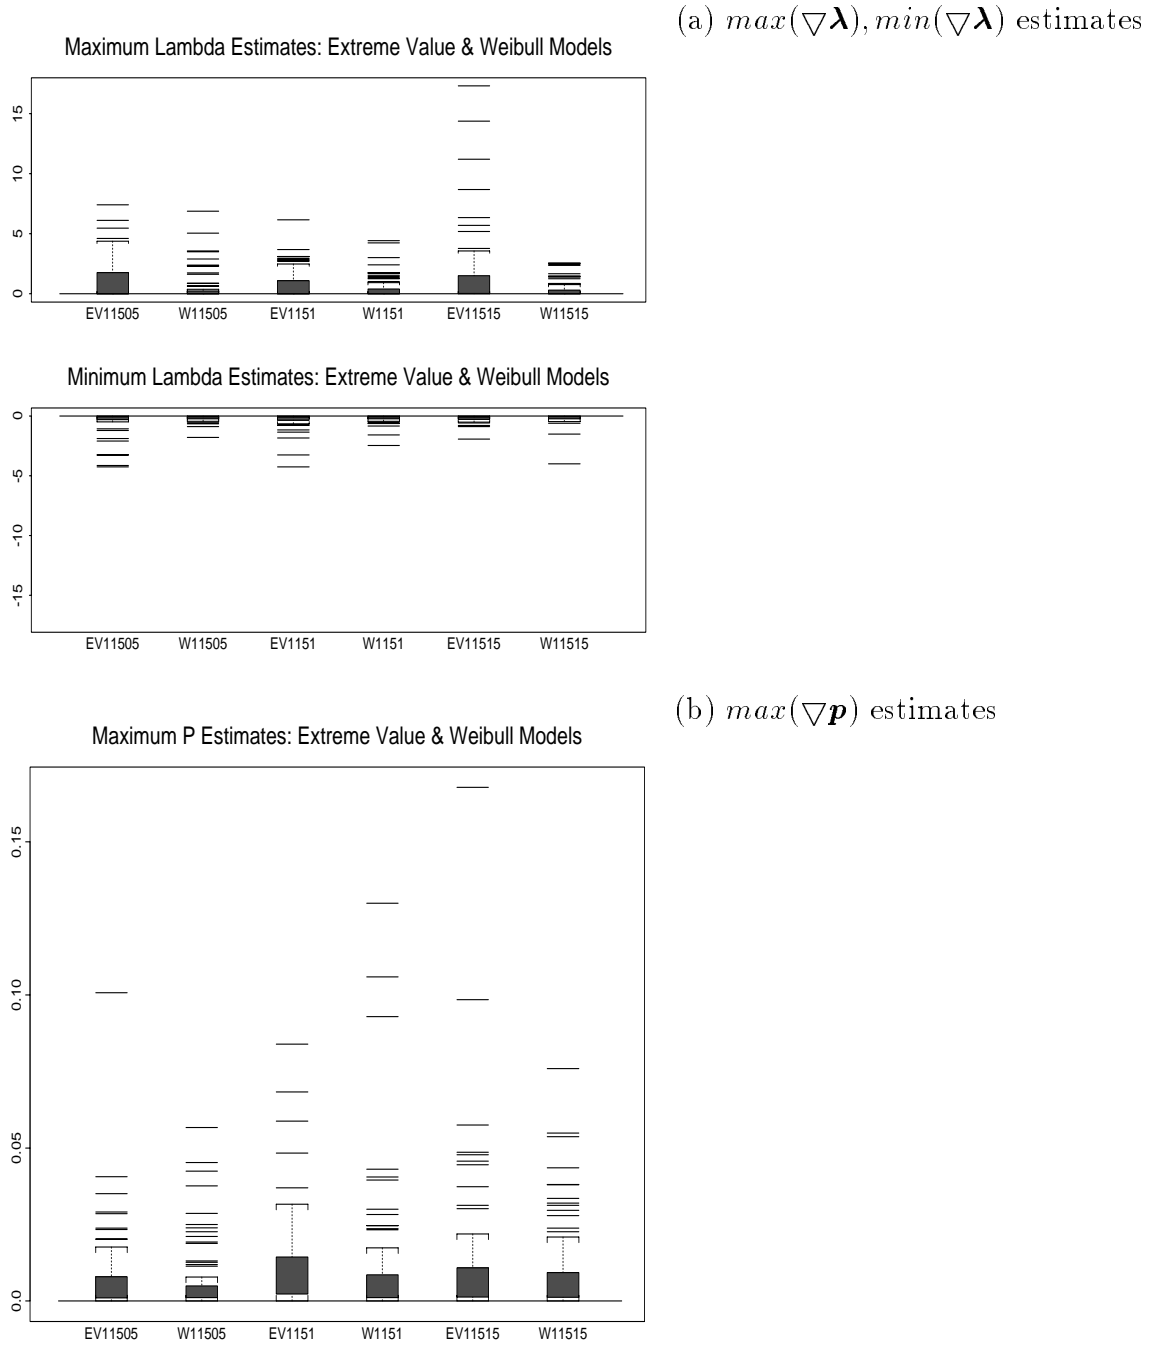 (a) max(▽λ), min(▽λ) estimates
Maximum Lambda Estimates: Extreme Value & Weibull Models
15
10
5
0
EV11505 W11505 EV1151 W1151 EV11515 W11515
Minimum Lambda Estimates: Extreme Value & Weibull Models
0
-5
-10
-15
EV11505 W11505 EV1151 W1151 EV11515 W11515
(b) max(▽p) estimates
Maximum P Estimates: Extreme Value & Weibull Models
0.15
0.10
0.05
0.0
EV11505 W11505 EV1151 W1151 EV11515 W11515